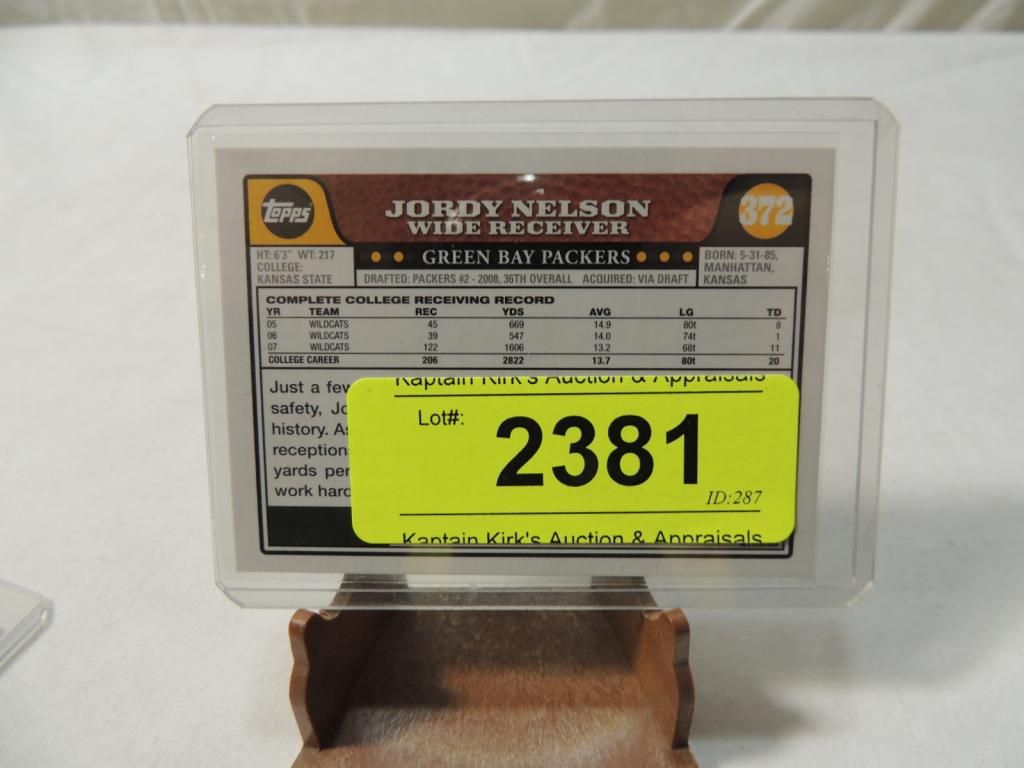 Topps
JORDY NELSON
WIDE RECEIVER
372
GREEN BAY PACKERS
HT: 6'3" WT: 217
COLLEGE:
KANSAS STATE
DRAFTED: PACKERS #2 - 2008, 36TH OVERALL ACQUIRED: VIA DRAFT
BORN: 5-31-85,
MANHATTAN,
KANSAS
COMPLETE COLLEGE RECEIVING RECORD
YR TEAM REC YDS AVG LG TD
05 WILDCATS 45 669 14.9 80t 8
06 WILDCATS 39 547 14.0 74t 1
07 WILDCATS 122 1606 13.2 68t 11
COLLEGE CAREER 206 2822 13.7 80t 20
Just a few
safety, Jo
history. As
reception
yards per
work hard
Kaptain Kirk's Auction & Appraisals
Lot#: 2381
ID:287
Kaptain Kirk's Auction & Appraisals